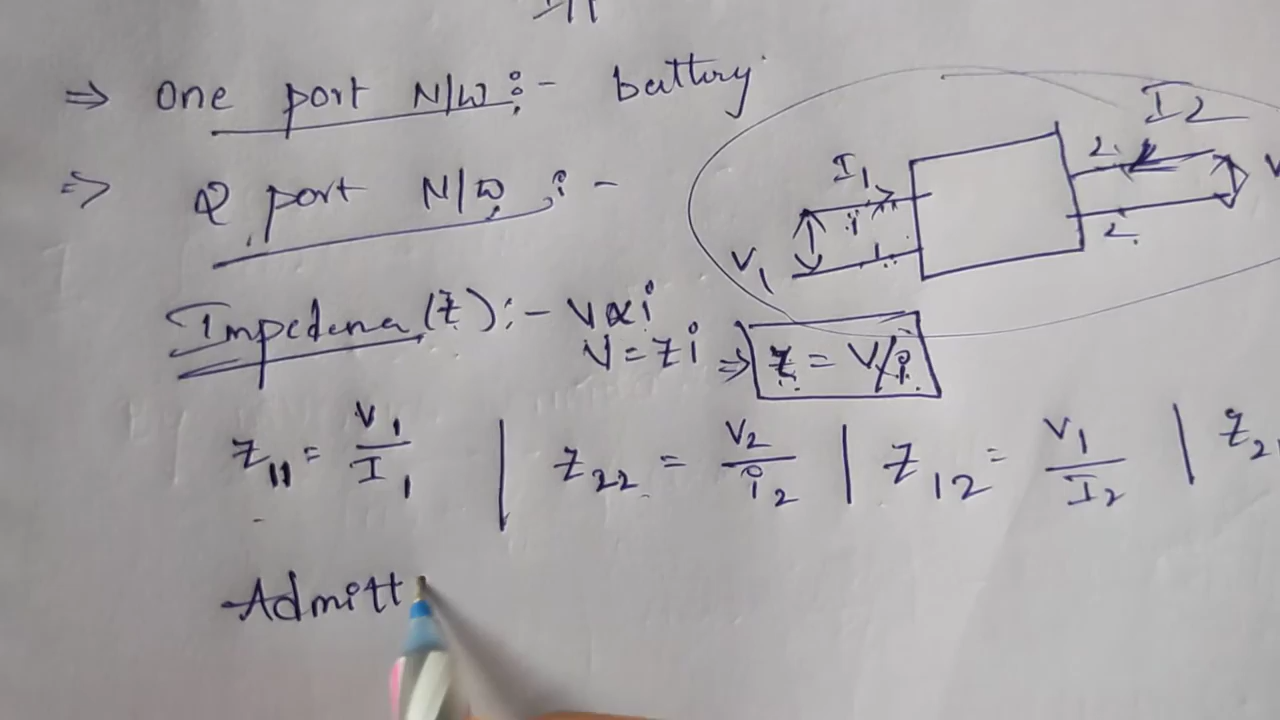 ⇒ One port N/W :- battery
⇒ 2 port N/W :-
I1
I2
1
1
2
2
V1
V
Impedena (Z) :- V∝i
V = Zi ⇒ Z = V/i
Z11 = V1/I1 | Z22 = V2/i2 | Z12 = V1/I2 | Z2
Admitt